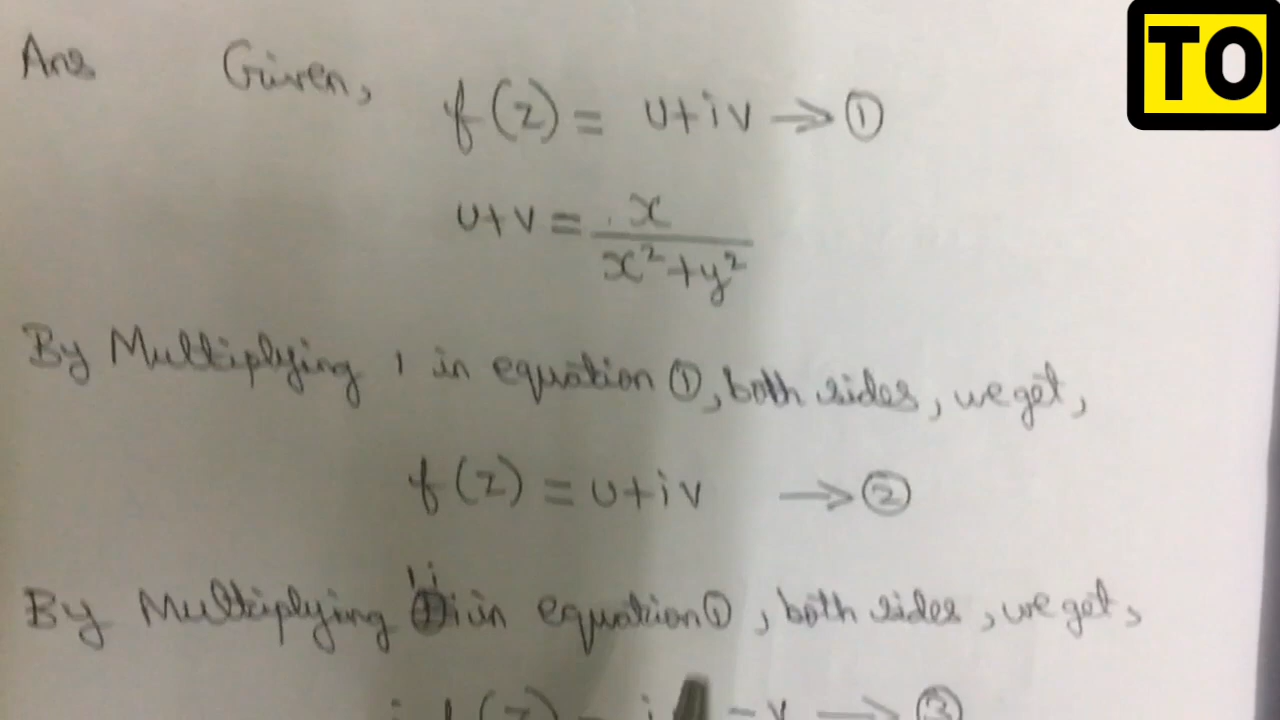 TO
Ans Given,
f(z) = u+iv → ①
u+v = x / x²+y²
By Multiplying 1 in equation ①, both sides, we get,
f(z) = u+iv → ②
By Multiplying i in equation ①, both sides, we get,
i f(z) = i - v → ③